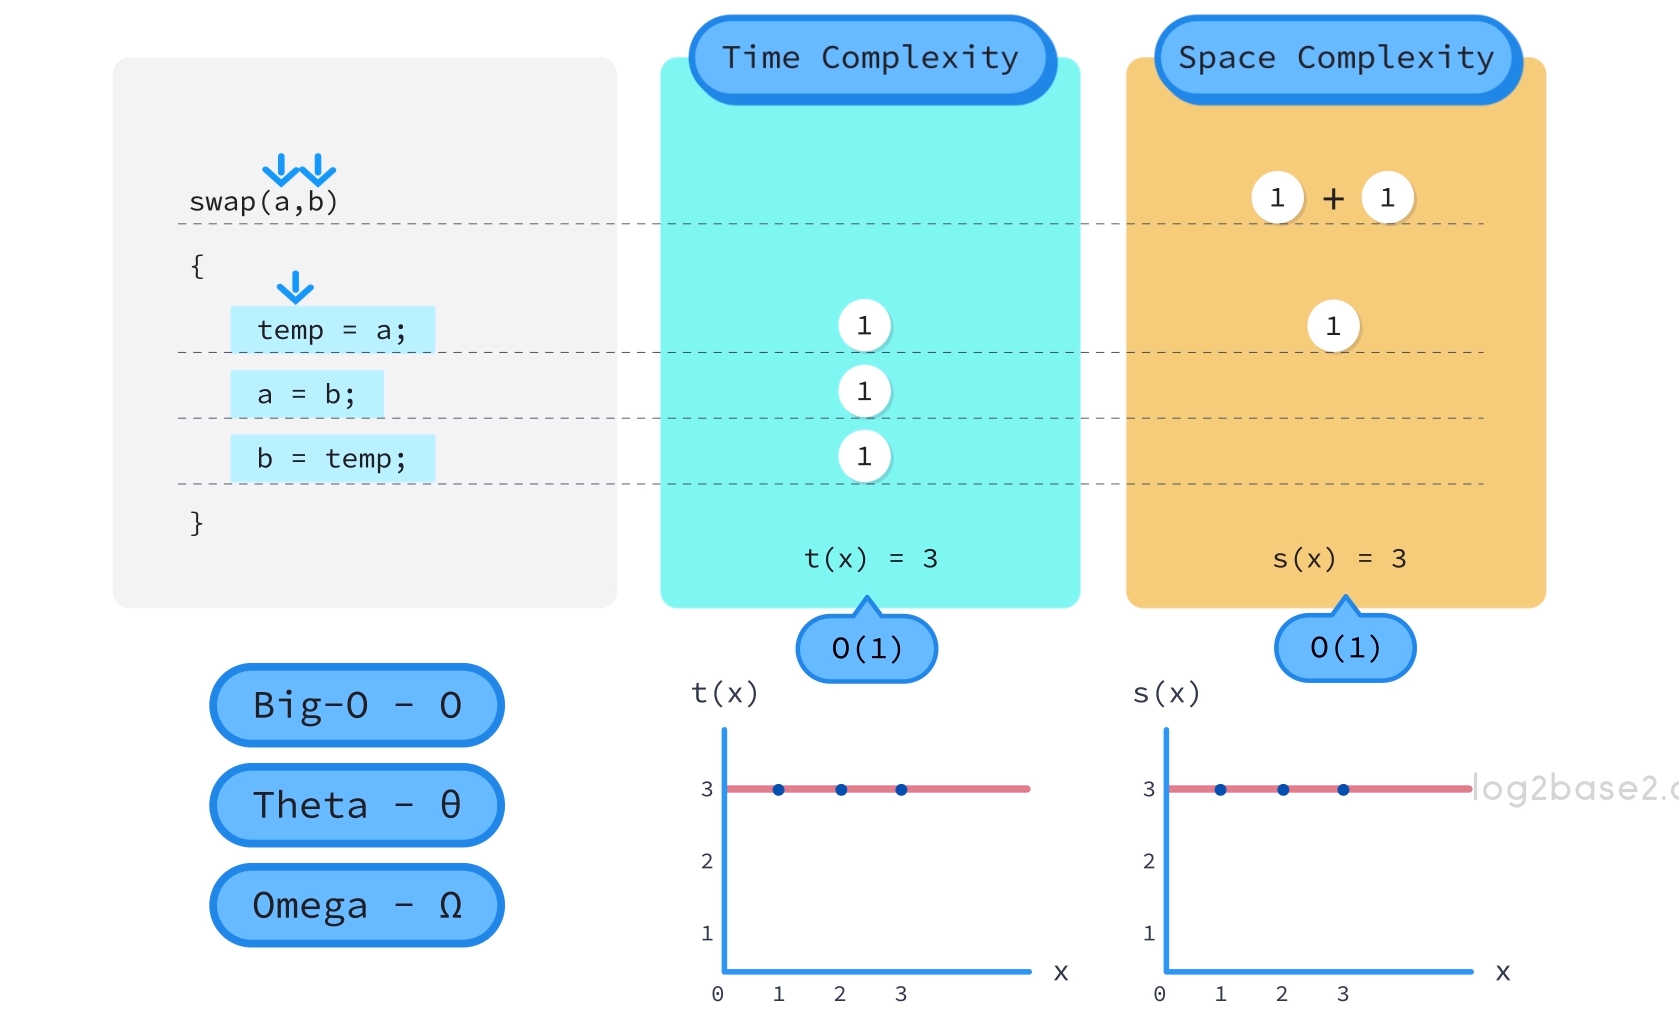 Time Complexity
Space Complexity
swap(a,b)
1 + 1
{
temp = a;
1
1
a = b;
1
b = temp;
1
}
t(x) = 3
s(x) = 3
O(1)
O(1)
Big-O - O
Theta - θ
Omega - Ω
t(x)
3
2
1
0 1 2 3
x
s(x)
3
2
1
0 1 2 3
x
log2base2.c